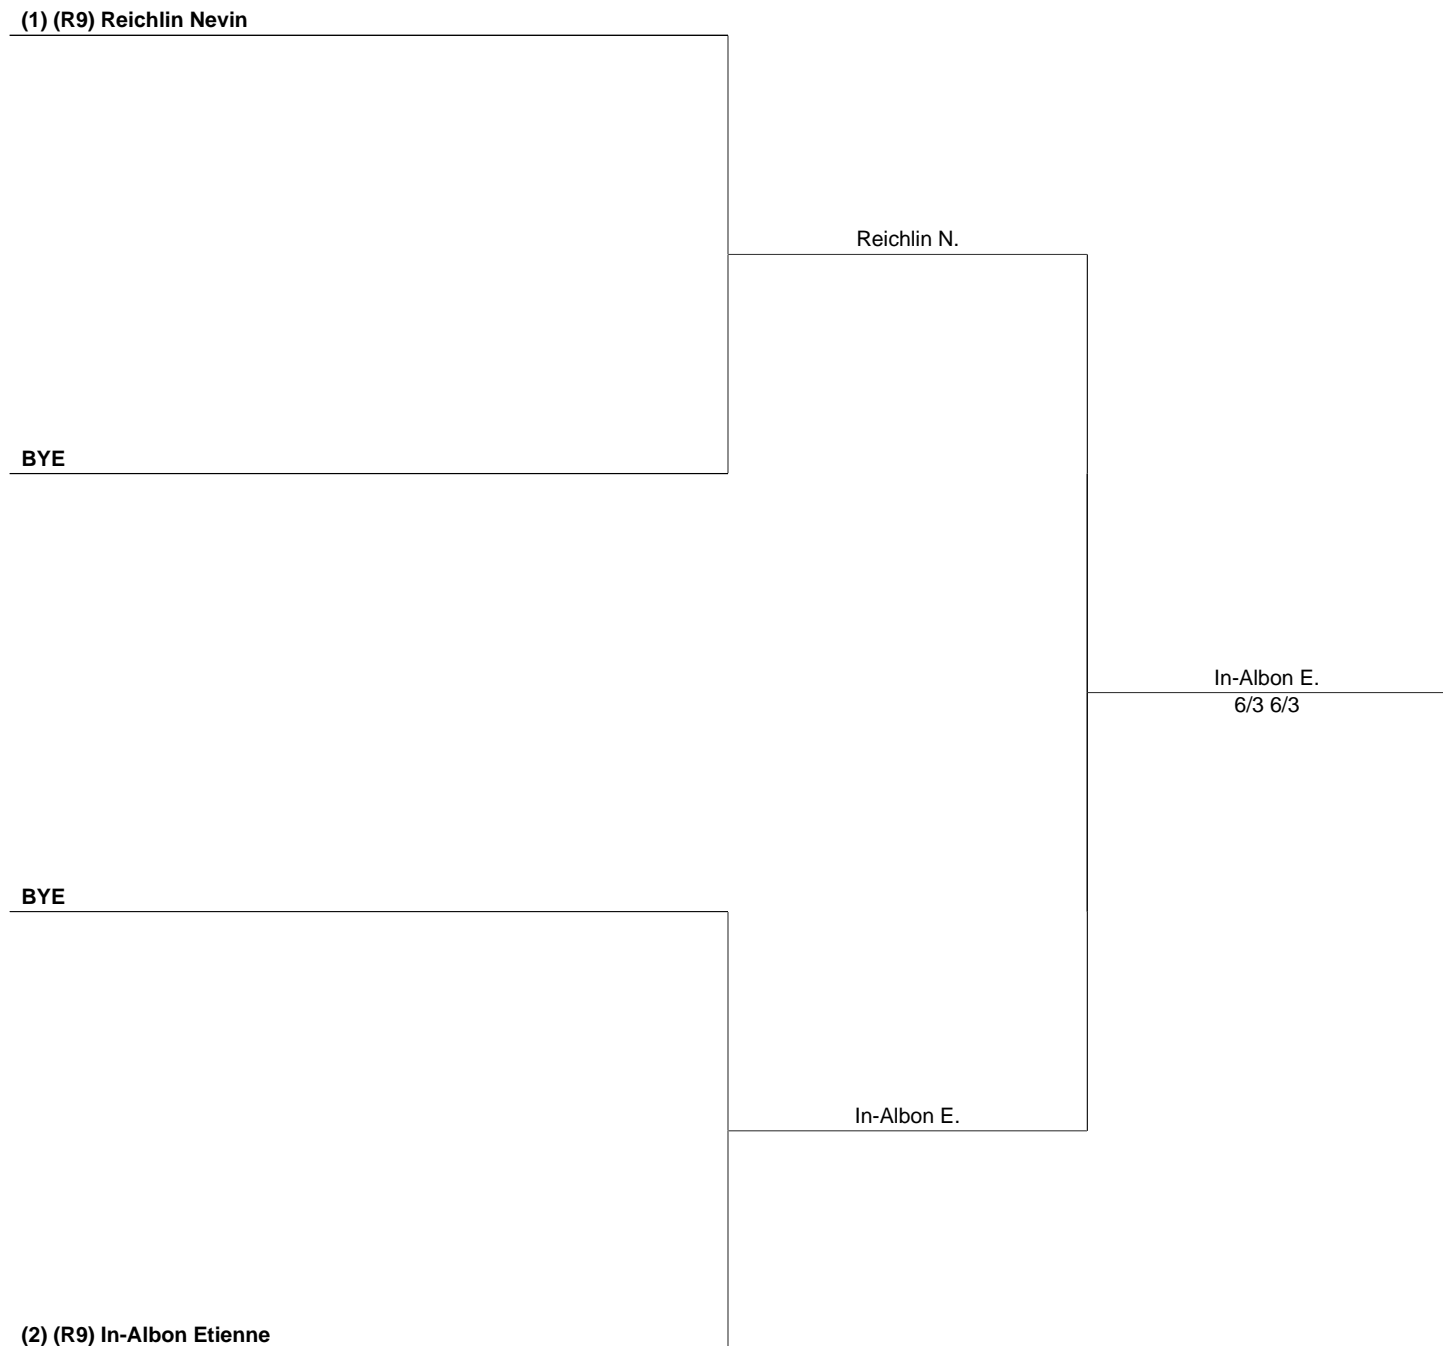 (1) (R9) Reichlin Nevin
Reichlin N.
BYE
In-Albon E.
6/3 6/3
BYE
In-Albon E.
(2) (R9) In-Albon Etienne